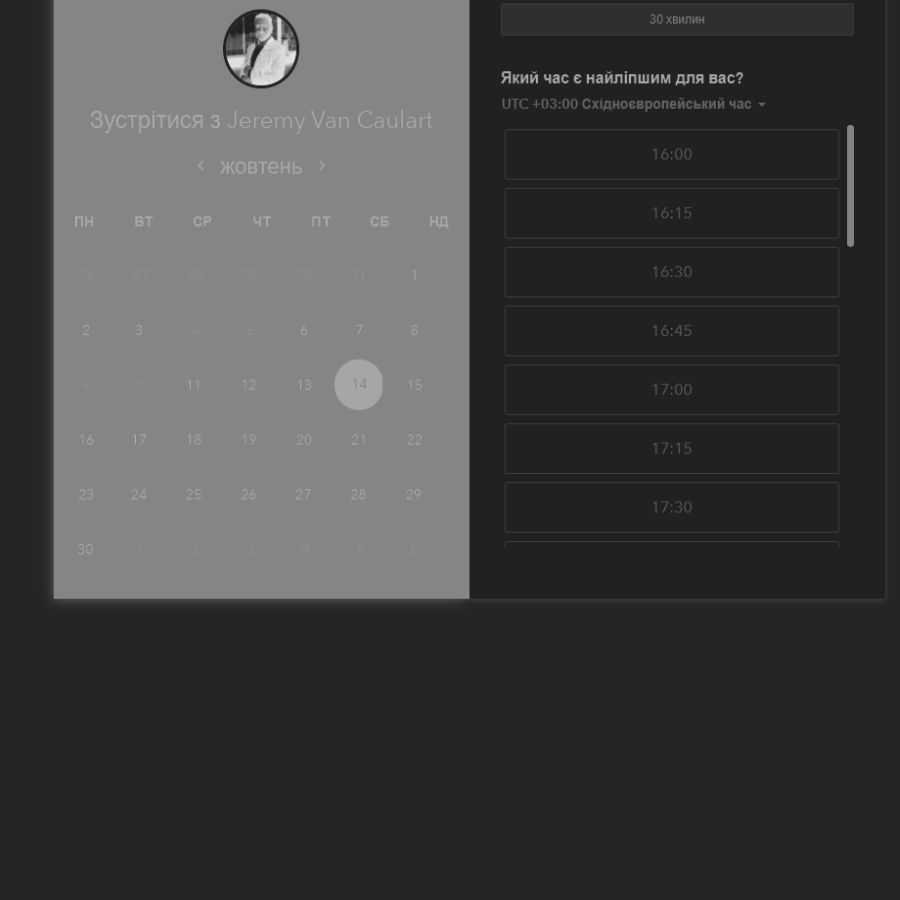 Зустрітися з Jeremy Van Caulart
жовтень
ПН ВТ СР ЧТ ПТ СБ НД
26 27 28 29 30 31 1
2 3 4 5 6 7 8
9 10 11 12 13 14 15
16 17 18 19 20 21 22
23 24 25 26 27 28 29
30 1 2 3 4 5 6
30 хвилин
Який час є найліпшим для вас?
UTC +03:00 Східноєвропейський час
16:00
16:15
16:30
16:45
17:00
17:15
17:30